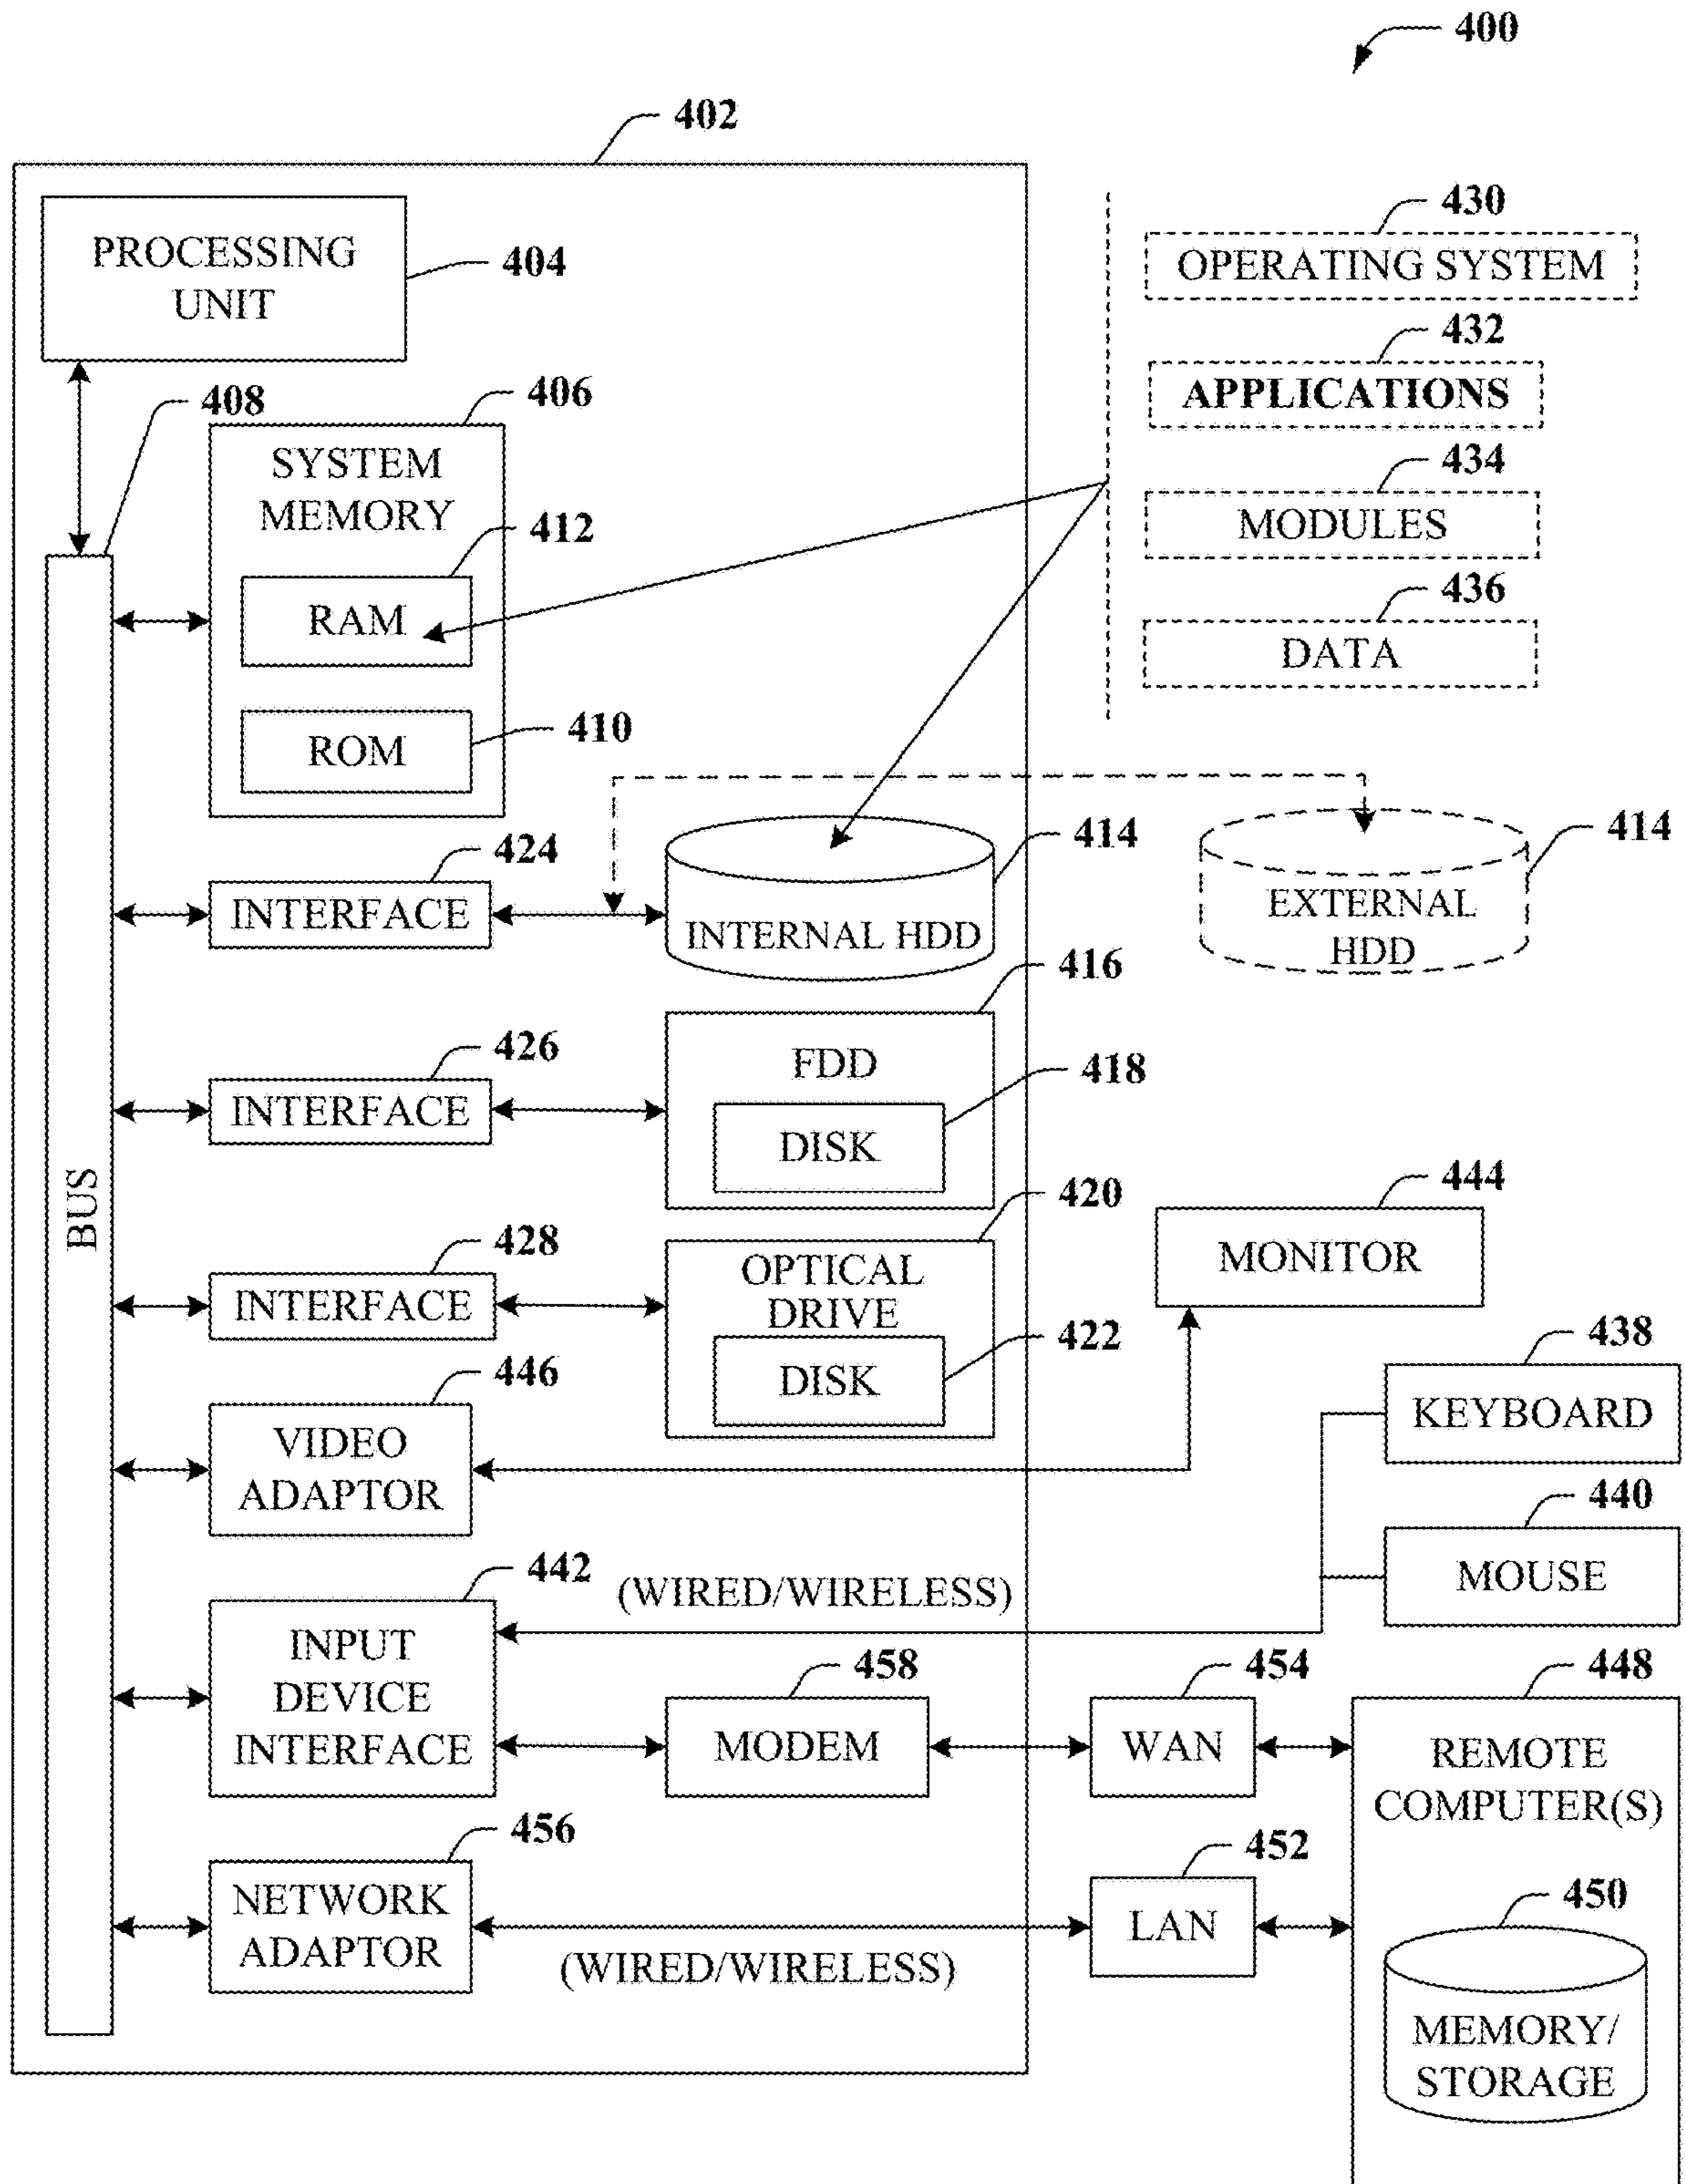 400
402
PROCESSING
UNIT
404
430
OPERATING SYSTEM
432
APPLICATIONS
434
MODULES
436
DATA
408
406
SYSTEM
MEMORY
412
RAM
410
ROM
424
INTERFACE
414
INTERNAL HDD
414
EXTERNAL
HDD
416
426
INTERFACE
FDD
418
DISK
BUS
420
428
INTERFACE
OPTICAL
DRIVE
422
DISK
444
MONITOR
438
KEYBOARD
446
VIDEO
ADAPTOR
440
MOUSE
442
(WIRED/WIRELESS)
INPUT
DEVICE
INTERFACE
458
MODEM
454
WAN
448
REMOTE
COMPUTER(S)
456
NETWORK
ADAPTOR
(WIRED/WIRELESS)
452
LAN
450
MEMORY/
STORAGE